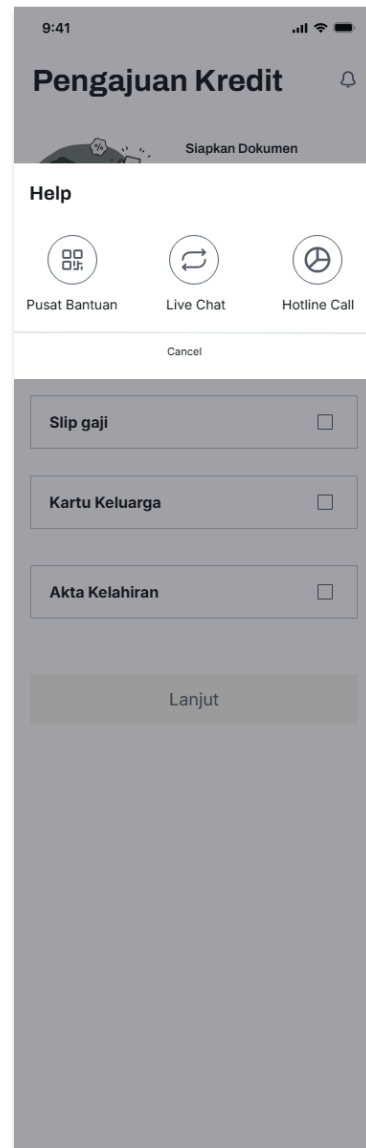 9:41
Pengajuan Kredit
%
Siapkan Dokumen
Help
Pusat Bantuan
Live Chat
Hotline Call
Cancel
Slip gaji
Kartu Keluarga
Akta Kelahiran
Lanjut